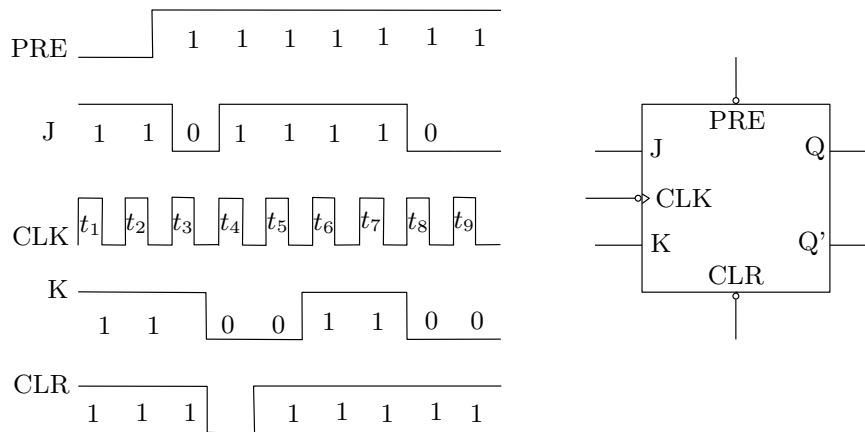 PRE 1 1 1 1 1 1 1
J 1 1 0 1 1 1 1 0
CLK t₁ t₂ t₃ t₄ t₅ t₆ t₇ t₈ t₉
K 1 1 0 0 1 1 0 0
CLR 1 1 1 1 1 1 1 1
PRE
J Q
CLK
K Q'
CLR